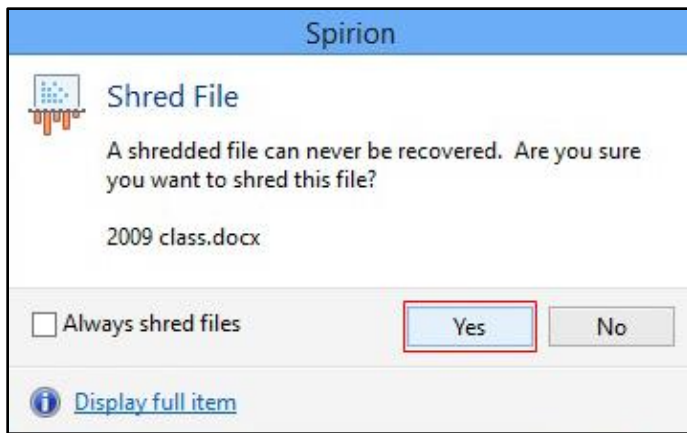 Spirion
Shred File
A shredded file can never be recovered.  Are you sure
you want to shred this file?
2009 class.docx
Always shred files
Yes
No
Display full item